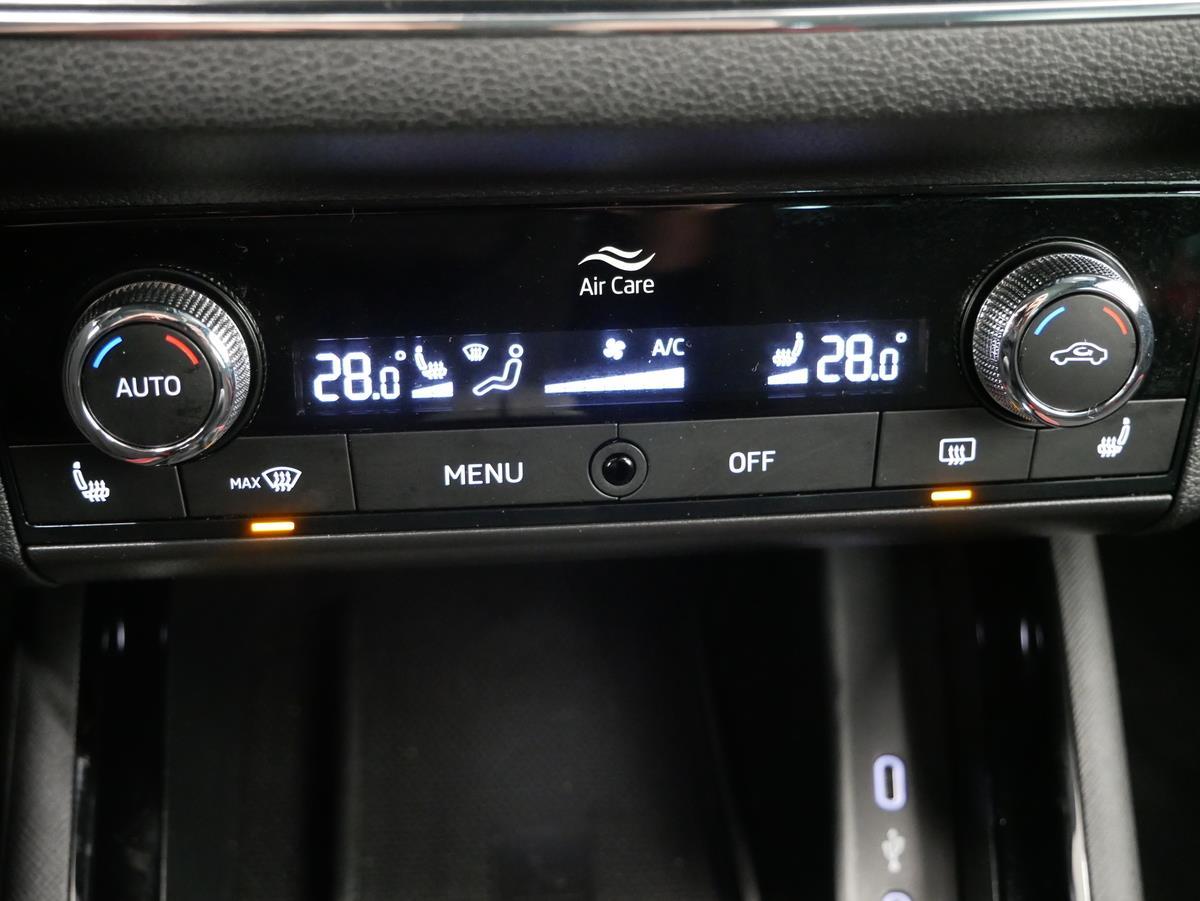 Air Care
A/C
28.0°
28.0°
AUTO
MAX
MENU
OFF